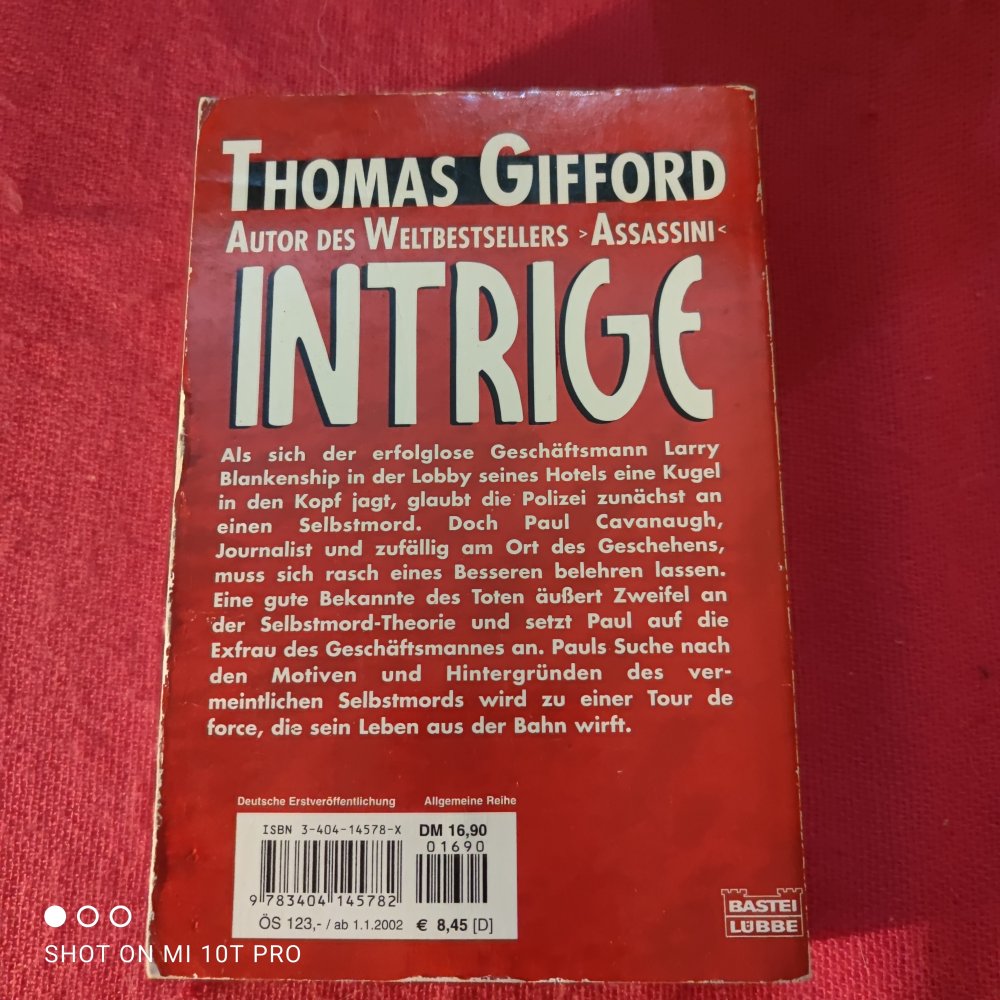 THOMAS GIFFORD
AUTOR DES WELTBESTSELLERS ›ASSASSINI‹
INTRIGE
Als sich der erfolglose Geschäftsmann Larry
Blankenship in der Lobby seines Hotels eine Kugel
in den Kopf jagt, glaubt die Polizei zunächst an
einen Selbstmord. Doch Paul Cavanaugh,
Journalist und zufällig am Ort des Geschehens,
muss sich rasch eines Besseren belehren lassen.
Eine gute Bekannte des Toten äußert Zweifel an
der Selbstmord-Theorie und setzt Paul auf die
Exfrau des Geschäftsmannes an. Pauls Suche nach
den Motiven und Hintergründen des ver-
meintlichen Selbstmords wird zu einer Tour de
force, die sein Leben aus der Bahn wirft.
Deutsche Erstveröffentlichung Allgemeine Reihe
ISBN 3-404-14578-X DM 16,90
01690
9 783404 145782
ÖS 123,- / ab 1.1.2002 € 8,45 [D]
BASTEI
LÜBBE
SHOT ON MI 10T PRO